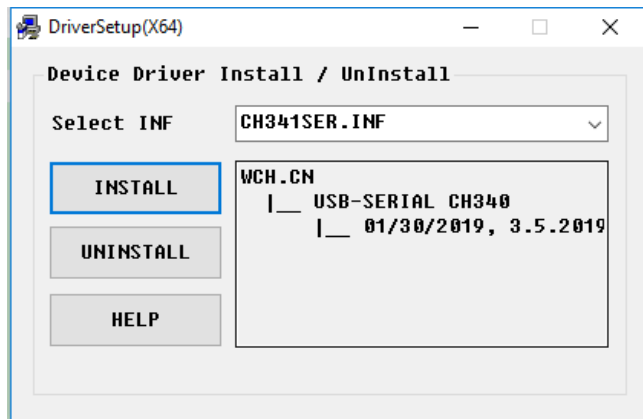 DriverSetup(X64)
Device Driver Install / UnInstall
Select INF
CH341SER.INF
INSTALL
UNINSTALL
HELP
WCH.CN
|__ USB-SERIAL CH340
|__ 01/30/2019, 3.5.2019